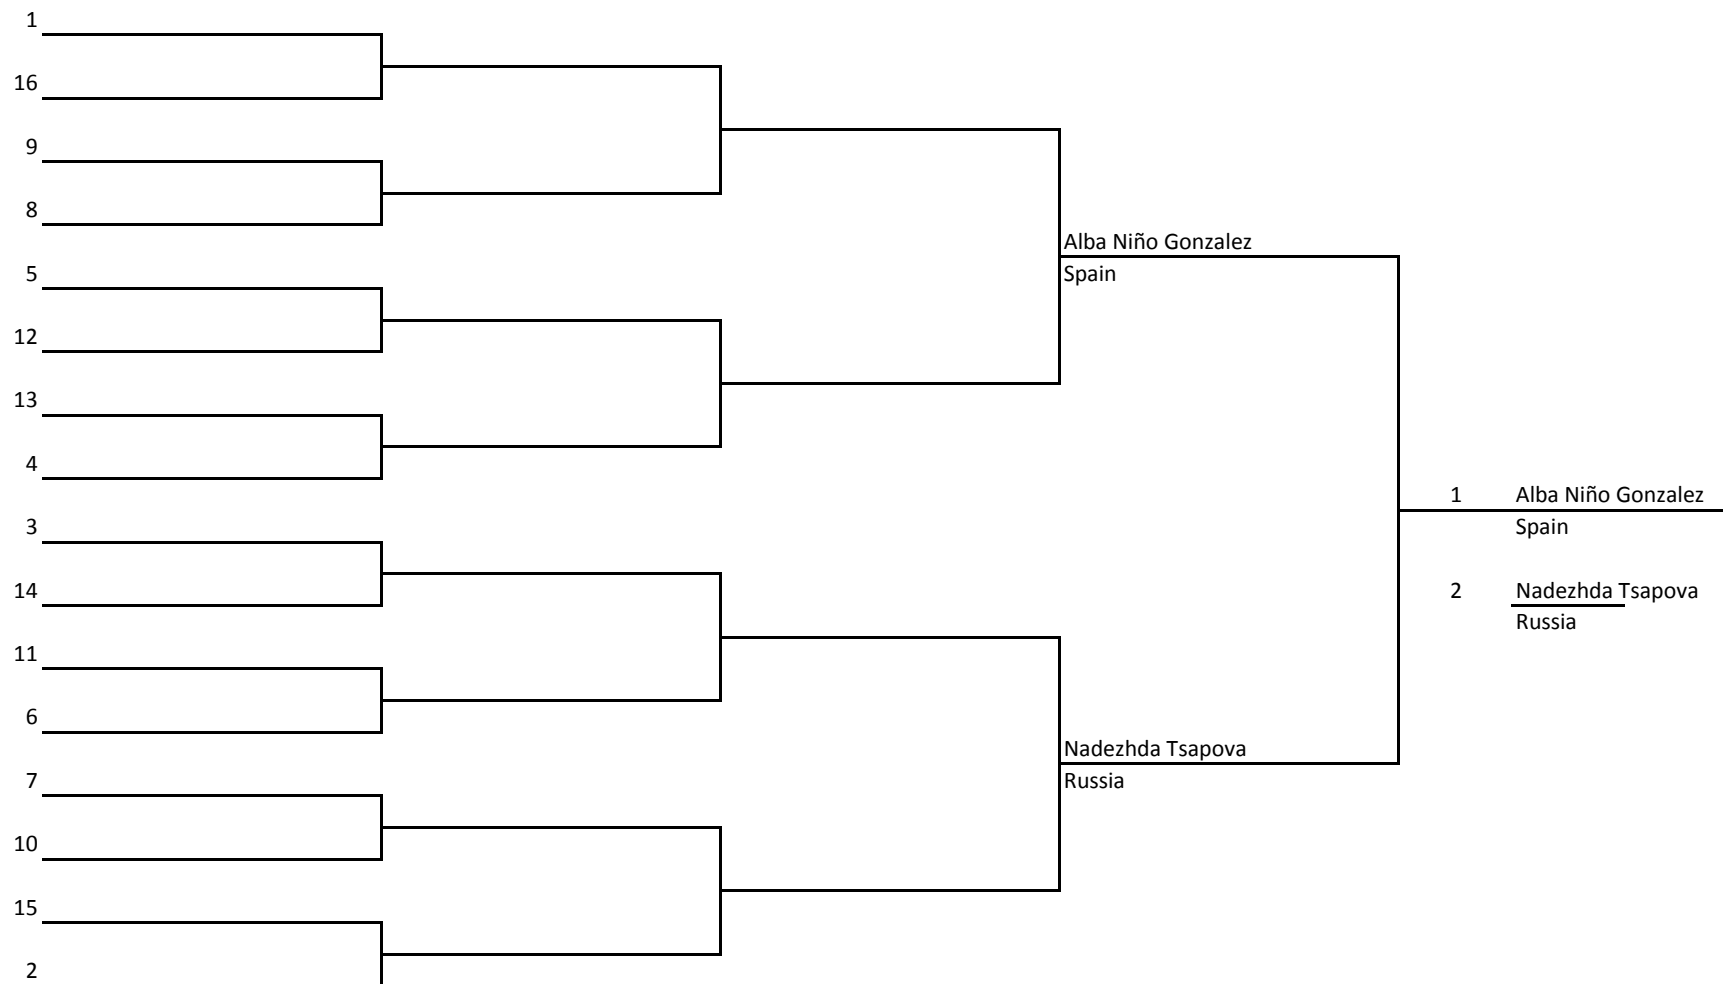 1
16
9
8
Alba Niño Gonzalez
5
Spain
12
13
4
1 Alba Niño Gonzalez
3
Spain
14
2 Nadezhda Tsapova
Russia
11
6
Nadezhda Tsapova
7
Russia
10
15
2